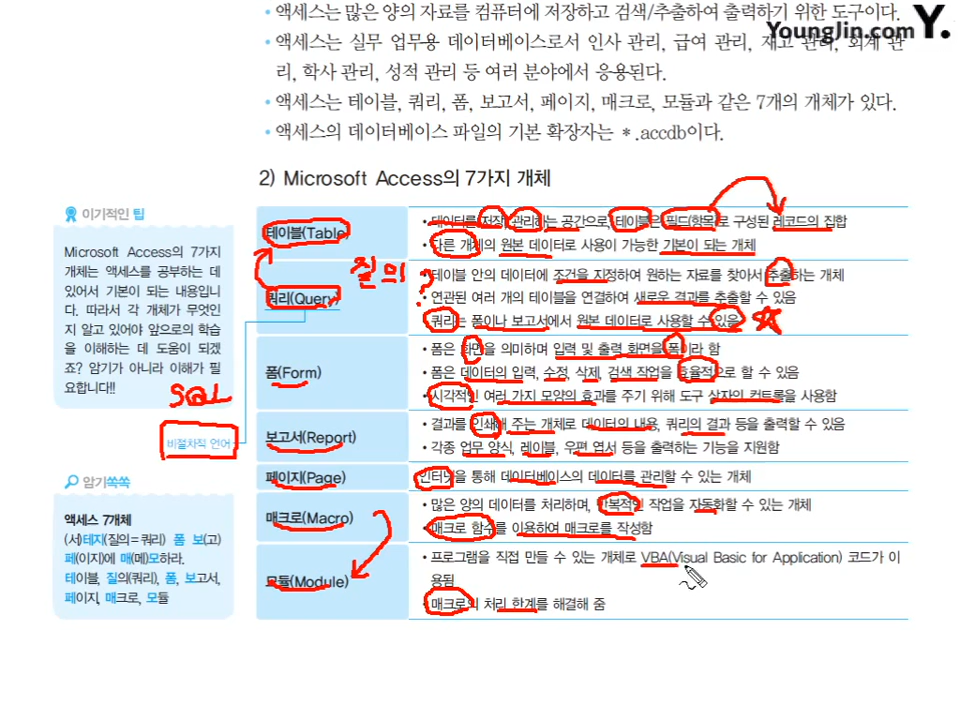 • 액세스는 많은 양의 자료를 컴퓨터에 저장하고 검색/추출하여 출력하기 위한 도구이다.
YoungJin.com Y.
• 액세스는 실무 업무용 데이터베이스로서 인사 관리, 급여 관리, 재고 관리, 회계 관
리, 학사 관리, 성적 관리 등 여러 분야에서 응용된다.
• 액세스는 테이블, 쿼리, 폼, 보고서, 페이지, 매크로, 모듈과 같은 7개의 개체가 있다.
• 액세스의 데이터베이스 파일의 기본 확장자는 *.accdb이다.
2) Microsoft Access의 7가지 개체
이기적인 팁
Microsoft Access의 7가지
개체는 액세스를 공부하는 데
있어서 기본이 되는 내용입니
다. 따라서 각 개체가 무엇인
지 알고 있어야 앞으로의 학습
을 이해하는 데 도움이 되겠
죠? 암기가 아니라 이해가 필
요합니다!!
SQL
비절차적 언어
암기쏙쏙
액세스 7개체
(서)테지(질의=쿼리) 폼 보(고)
페(이)에 매(메)모하라.
테이블, 질의(쿼리), 폼, 보고서,
페이지, 매크로, 모듈
테이블(Table)
• 데이터를 저장, 관리하는 공간으로, 테이블은 필드(항목)로 구성된 레코드의 집합
• 다른 개체의 원본 데이터로 사용이 가능한 기본이 되는 개체
질의?
쿼리(Query)
• 테이블 안의 데이터에 조건을 지정하여 원하는 자료를 찾아서 추출하는 개체
• 연관된 여러 개의 테이블을 연결하여 새로운 결과를 추출할 수 있음
• 쿼리는 폼이나 보고서에서 원본 데이터로 사용할 수 있음
폼(Form)
• 폼은 화면을 의미하며 입력 및 출력 화면을 폼이라 함
• 폼은 데이터의 입력, 수정, 삭제, 검색 작업을 효율적으로 할 수 있음
• 시각적인 여러 가지 모양의 효과를 주기 위해 도구 상자의 컨트롤을 사용함
보고서(Report)
• 결과를 인쇄해 주는 개체로 데이터의 내용, 쿼리의 결과 등을 출력할 수 있음
• 각종 업무 양식, 레이블, 우편 엽서 등을 출력하는 기능을 지원함
페이지(Page)
인터넷을 통해 데이터베이스의 데이터를 관리할 수 있는 개체
매크로(Macro)
• 많은 양의 데이터를 처리하며, 반복적인 작업을 자동화할 수 있는 개체
• 매크로 함수를 이용하여 매크로를 작성함
모듈(Module)
• 프로그램을 직접 만들 수 있는 개체로 VBA(Visual Basic for Application) 코드가 이
용됨
• 매크로의 처리 한계를 해결해 줌